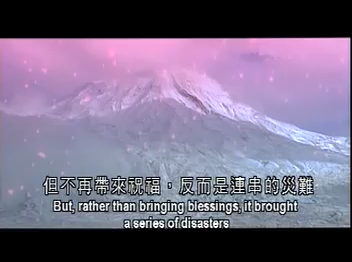 但不再帶來祝福，反而是連串的災難
But, rather than bringing blessings, it brought
a series of disasters